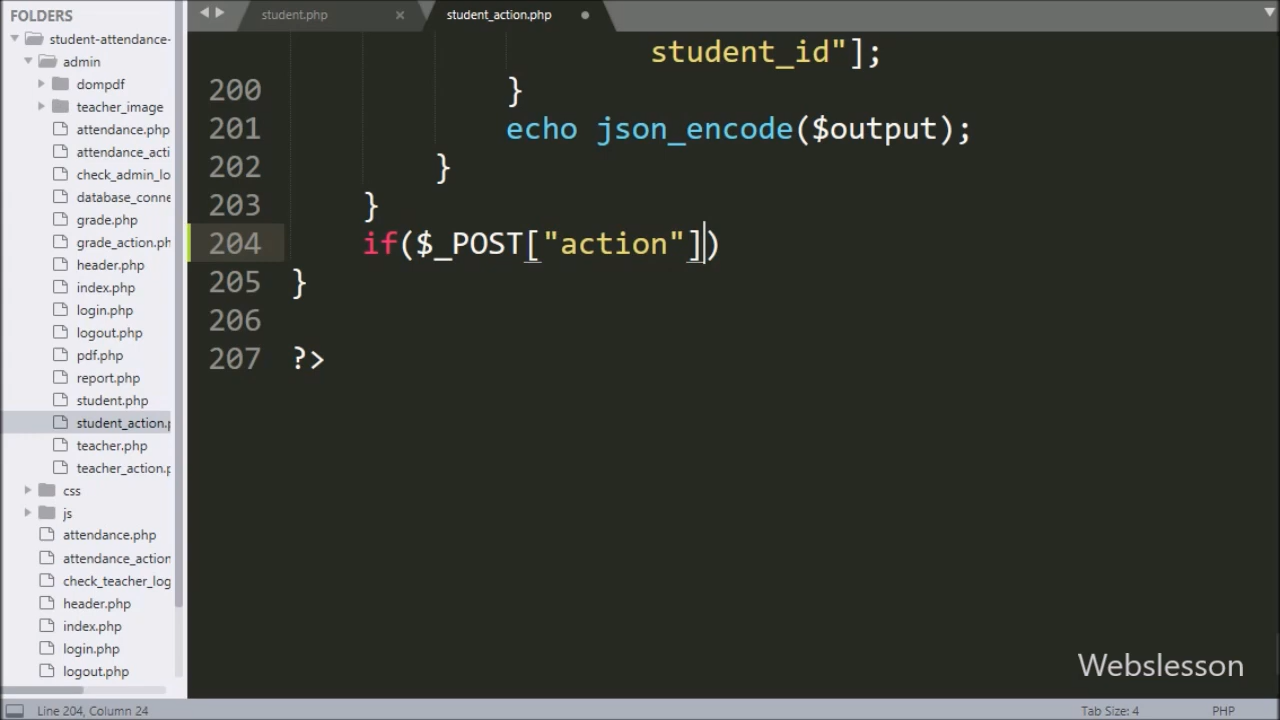 FOLDERS
student-attendance-
admin
dompdf
teacher_image
attendance.php
attendance_acti
check_admin_lo
database_conne
grade.php
grade_action.ph
header.php
index.php
login.php
logout.php
pdf.php
report.php
student.php
student_action.p
teacher.php
teacher_action.p
css
js
attendance.php
attendance_action
check_teacher_log
header.php
index.php
login.php
logout.php
student.php
student_action.php
student_id"];
200 }
201 echo json_encode($output);
202 }
203 }
204 if($_POST["action"])
205 }
206
207 ?>
Webslesson
Line 204, Column 24
Tab Size: 4
PHP